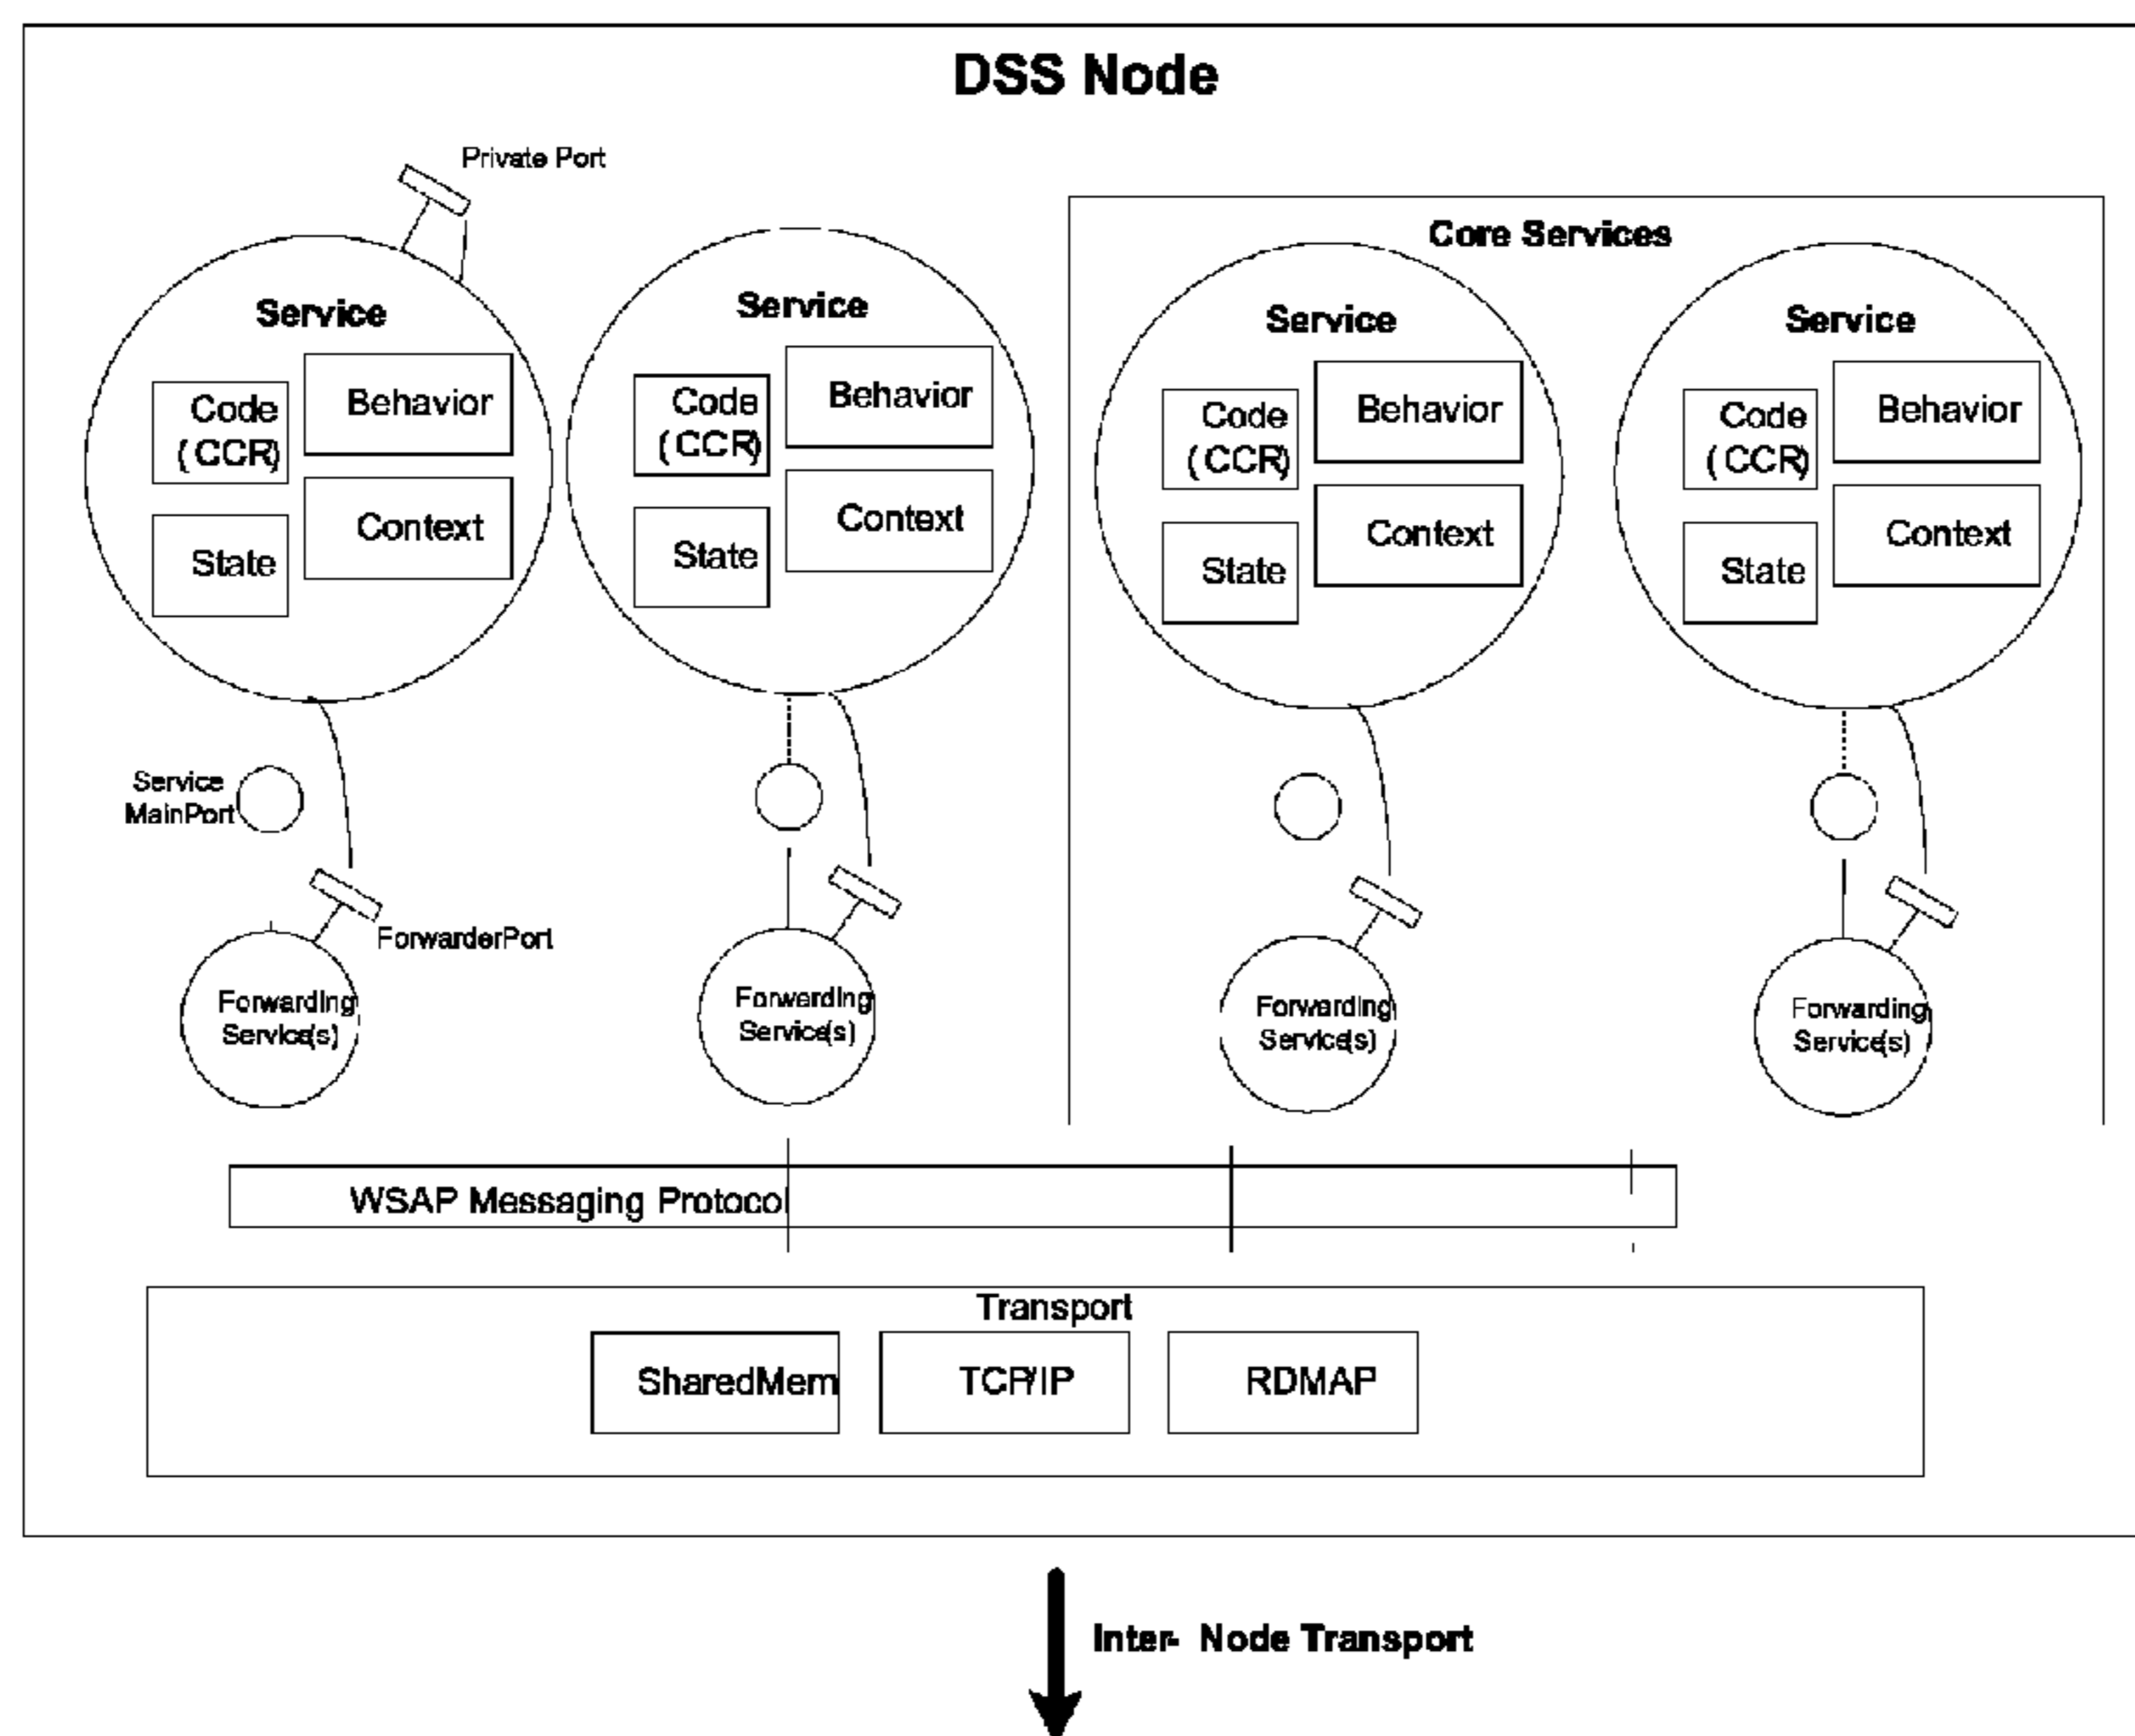 DSS Node
Private Port
Core Services
Service
Code
(CCR)
Behavior
State
Context
Service
Code
(CCR)
Behavior
State
Context
Service
Code
(CCR)
Behavior
State
Context
Service
Code
(CCR)
Behavior
State
Context
Service
MainPort
ForwarderPort
Forwarding
Service(s)
Forwarding
Service(s)
Forwarding
Service(s)
Forwarding
Service(s)
WSAP Messaging Protocol
Transport
SharedMem
TCP/IP
RDMAP
Inter- Node Transport